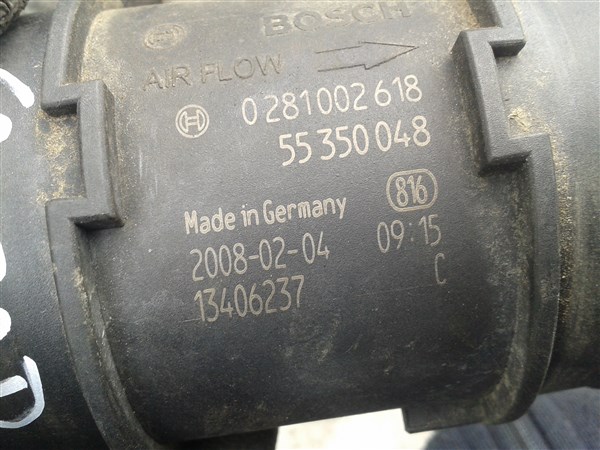 BOSCH
AIR FLOW
0 281 002 618
55 350 048
816
Made in Germany
2008-02-04 09:15
13406237 C